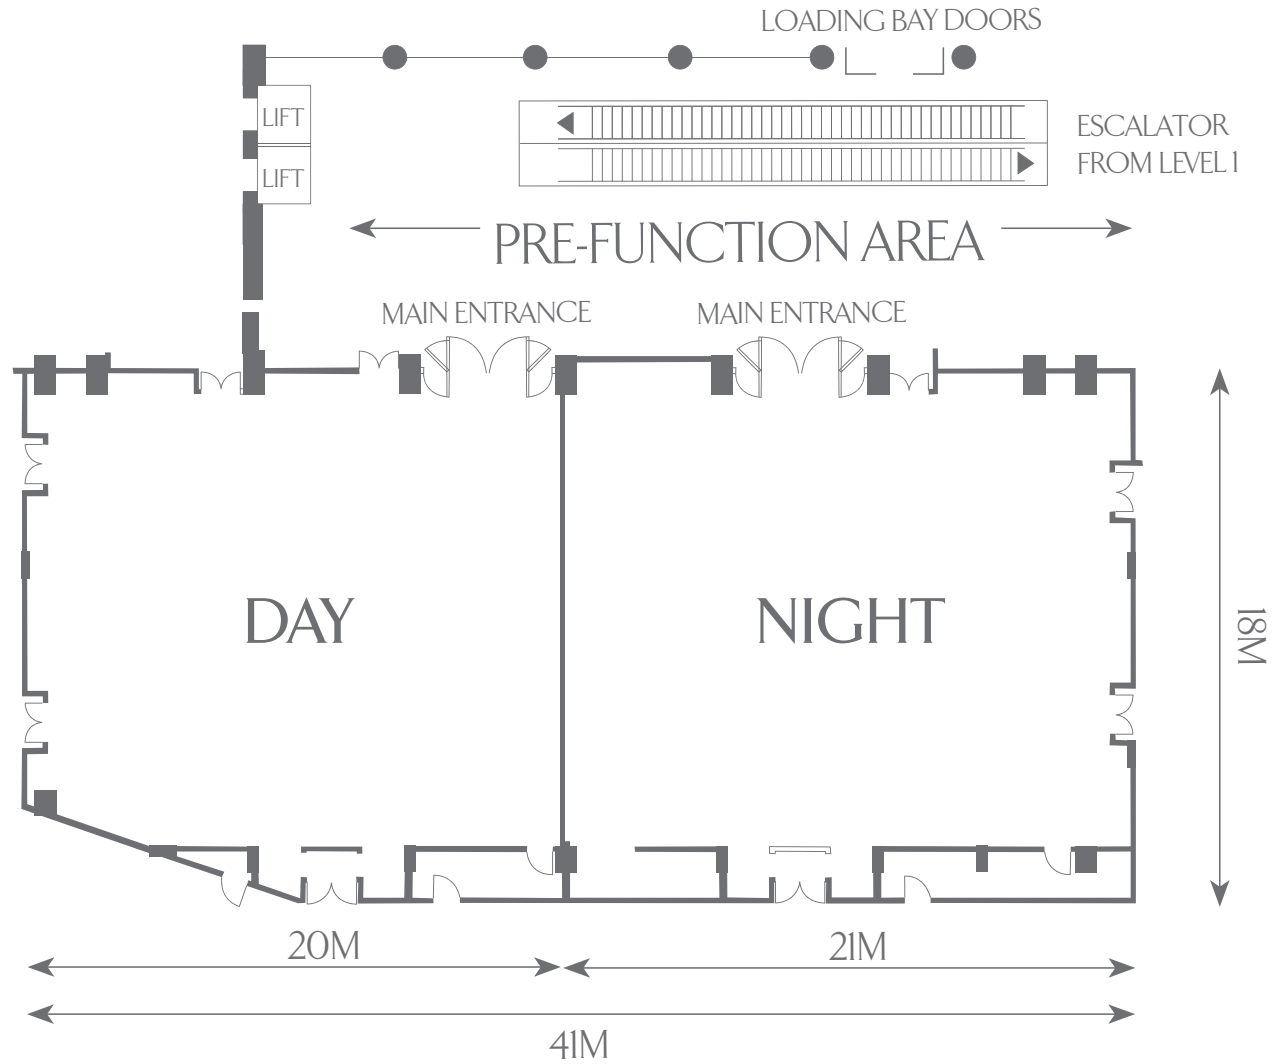 LOADING BAY DOORS
LIFT
LIFT
ESCALATOR
FROM LEVEL 1
PRE-FUNCTION AREA
MAIN ENTRANCE
MAIN ENTRANCE
DAY
NIGHT
18M
20M
21M
41M